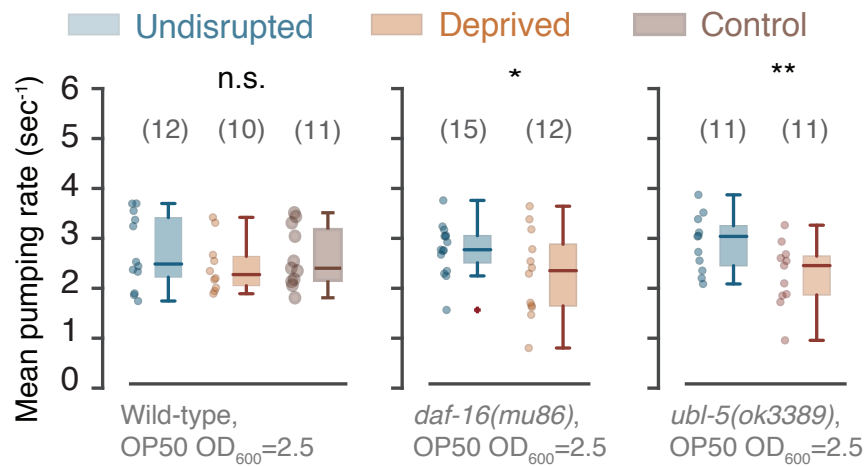 Undisrupted Deprived Control
n.s. * **
Mean pumping rate (sec⁻¹)
6
5
4
3
2
1
0
(12) (10) (11)
(15) (12)
(11) (11)
Wild-type,
OP50 OD₆₀₀=2.5
daf-16(mu86),
OP50 OD₆₀₀=2.5
ubl-5(ok3389),
OP50 OD₆₀₀=2.5